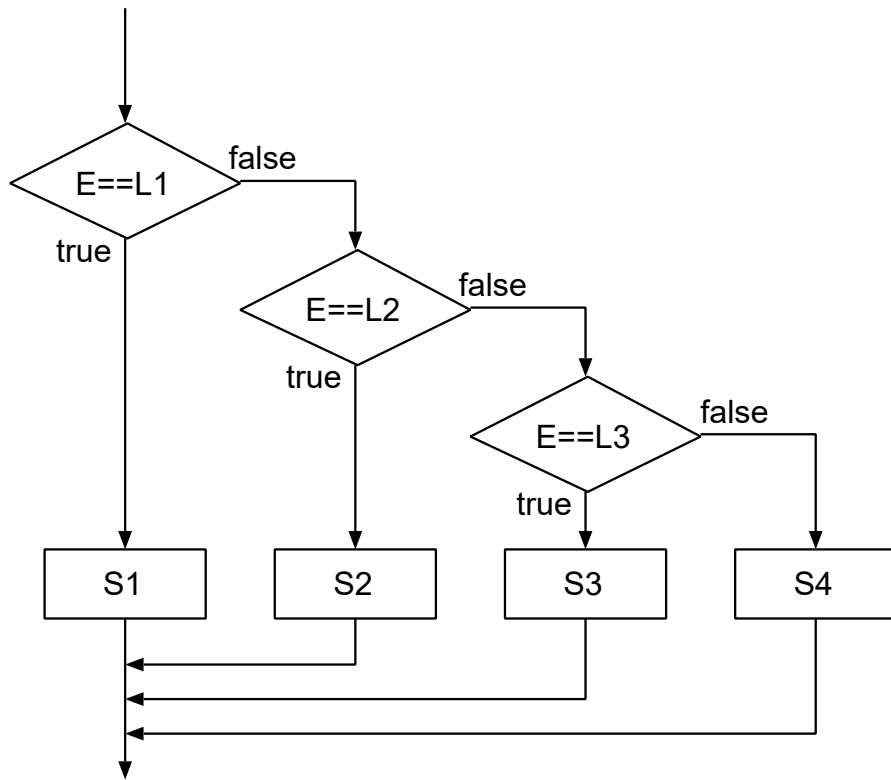 false
E==L1
true
false
E==L2
true
false
E==L3
true
S1
S2
S3
S4